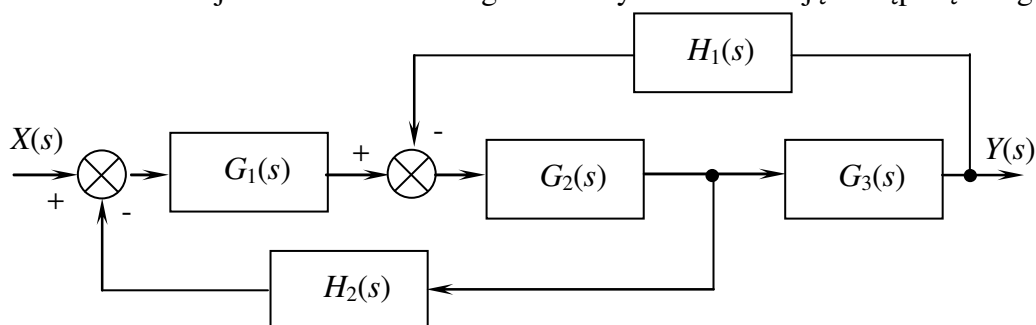 H₁(s)
-
X(s)
G₁(s)
+
G₂(s)
G₃(s)
Y(s)
+
-
H₂(s)